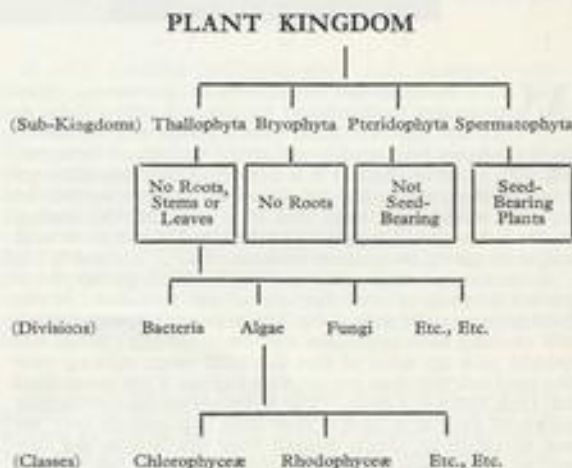 PLANT KINGDOM
(Sub-Kingdoms) Thallophyta Bryophyta Pteridophyta Spermatophyta
No Roots,
Stems or
Leaves
No Roots
Not
Seed-
Bearing
Seed-
Bearing
Plants
(Divisions) Bacteria Algae Fungi Etc., Etc.
(Classes) Chlorophyceæ Rhodophyceæ Etc., Etc.